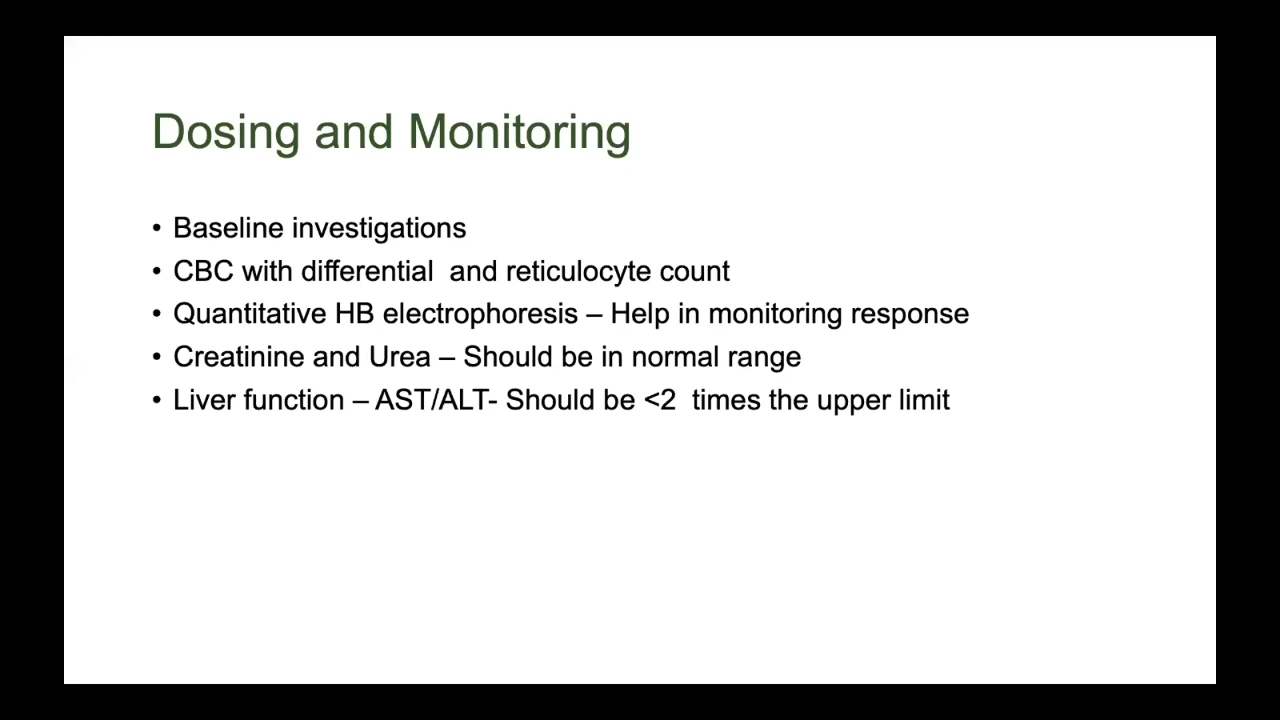 Dosing and Monitoring
• Baseline investigations
• CBC with differential  and reticulocyte count
• Quantitative HB electrophoresis – Help in monitoring response
• Creatinine and Urea – Should be in normal range
• Liver function – AST/ALT- Should be <2  times the upper limit